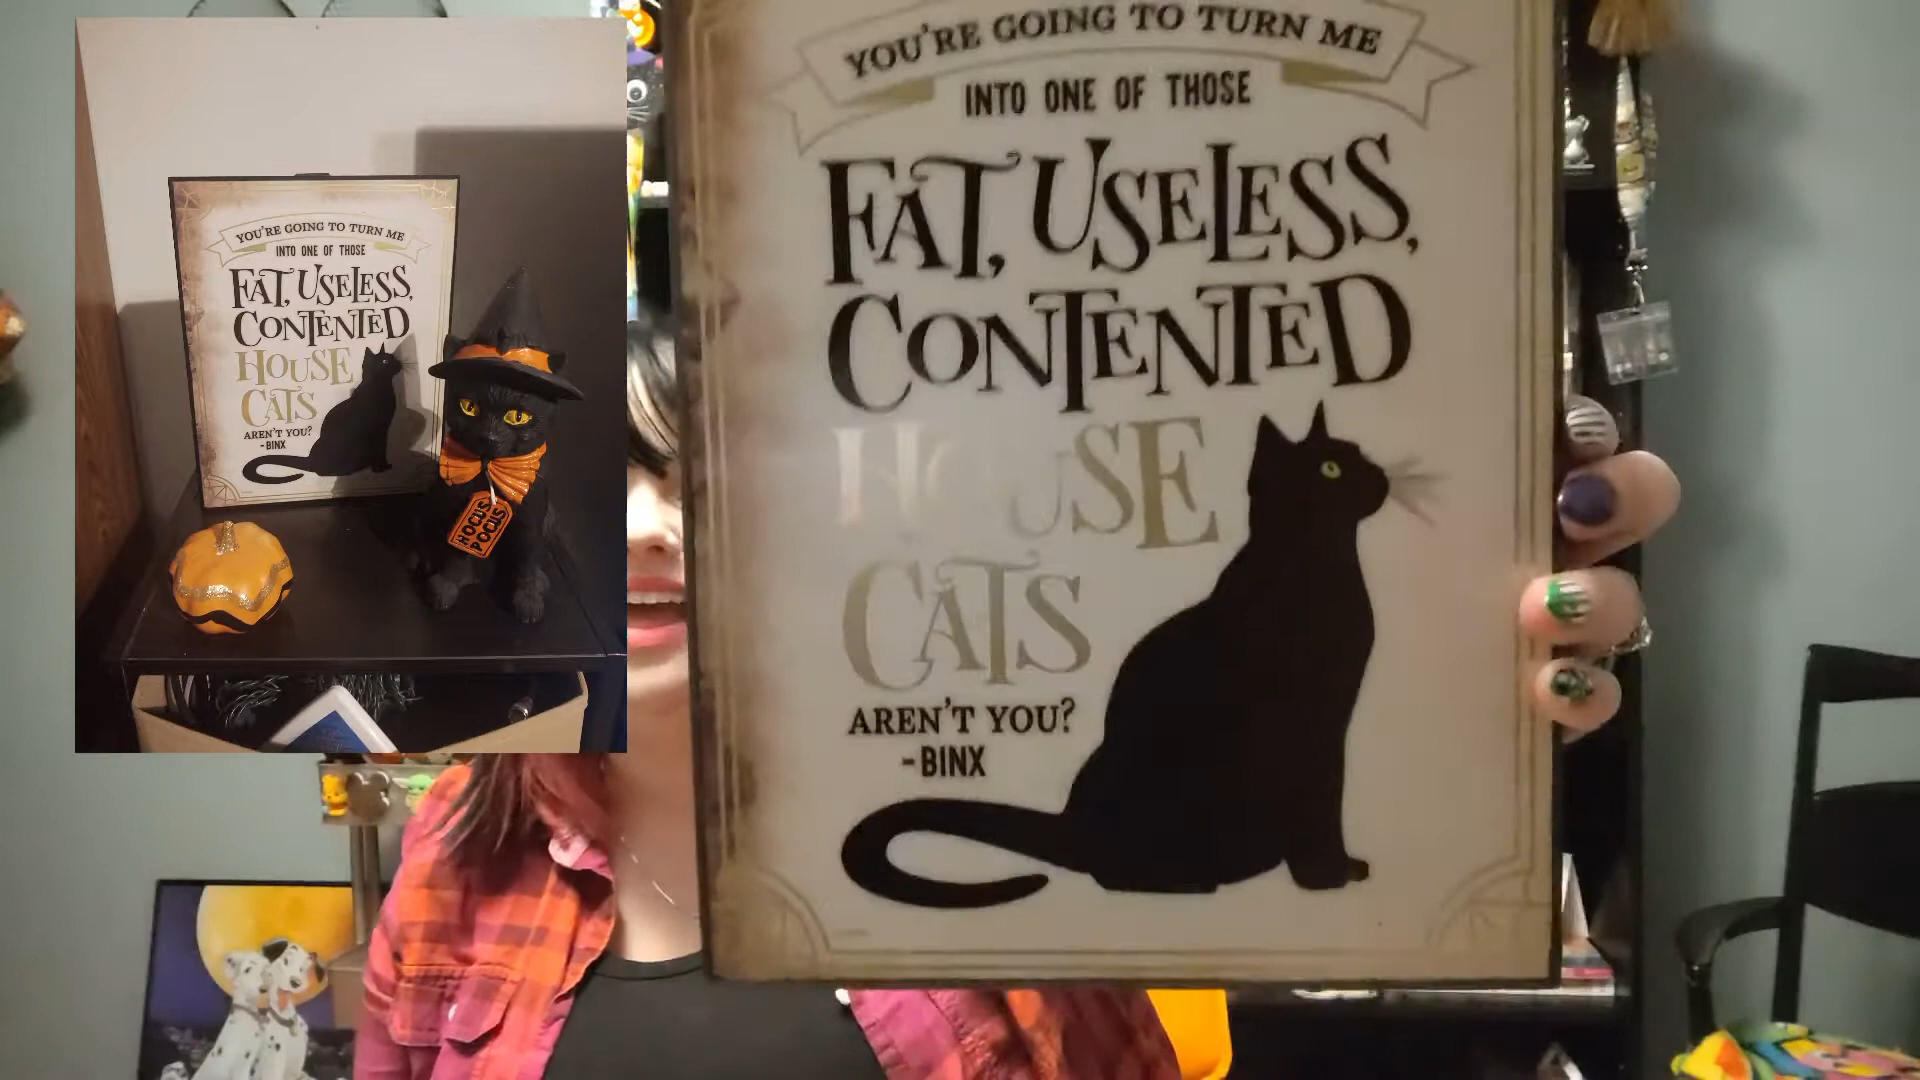 YOU'RE GOING TO TURN ME
INTO ONE OF THOSE
FAT, USELESS,
CONTENTED
HOUSE
CATS
AREN'T YOU?
-BINX
HOCUS
POCUS
YOU'RE GOING TO TURN ME
INTO ONE OF THOSE
FAT, USELESS,
CONTENTED
HOUSE
CATS
AREN'T YOU?
-BINX